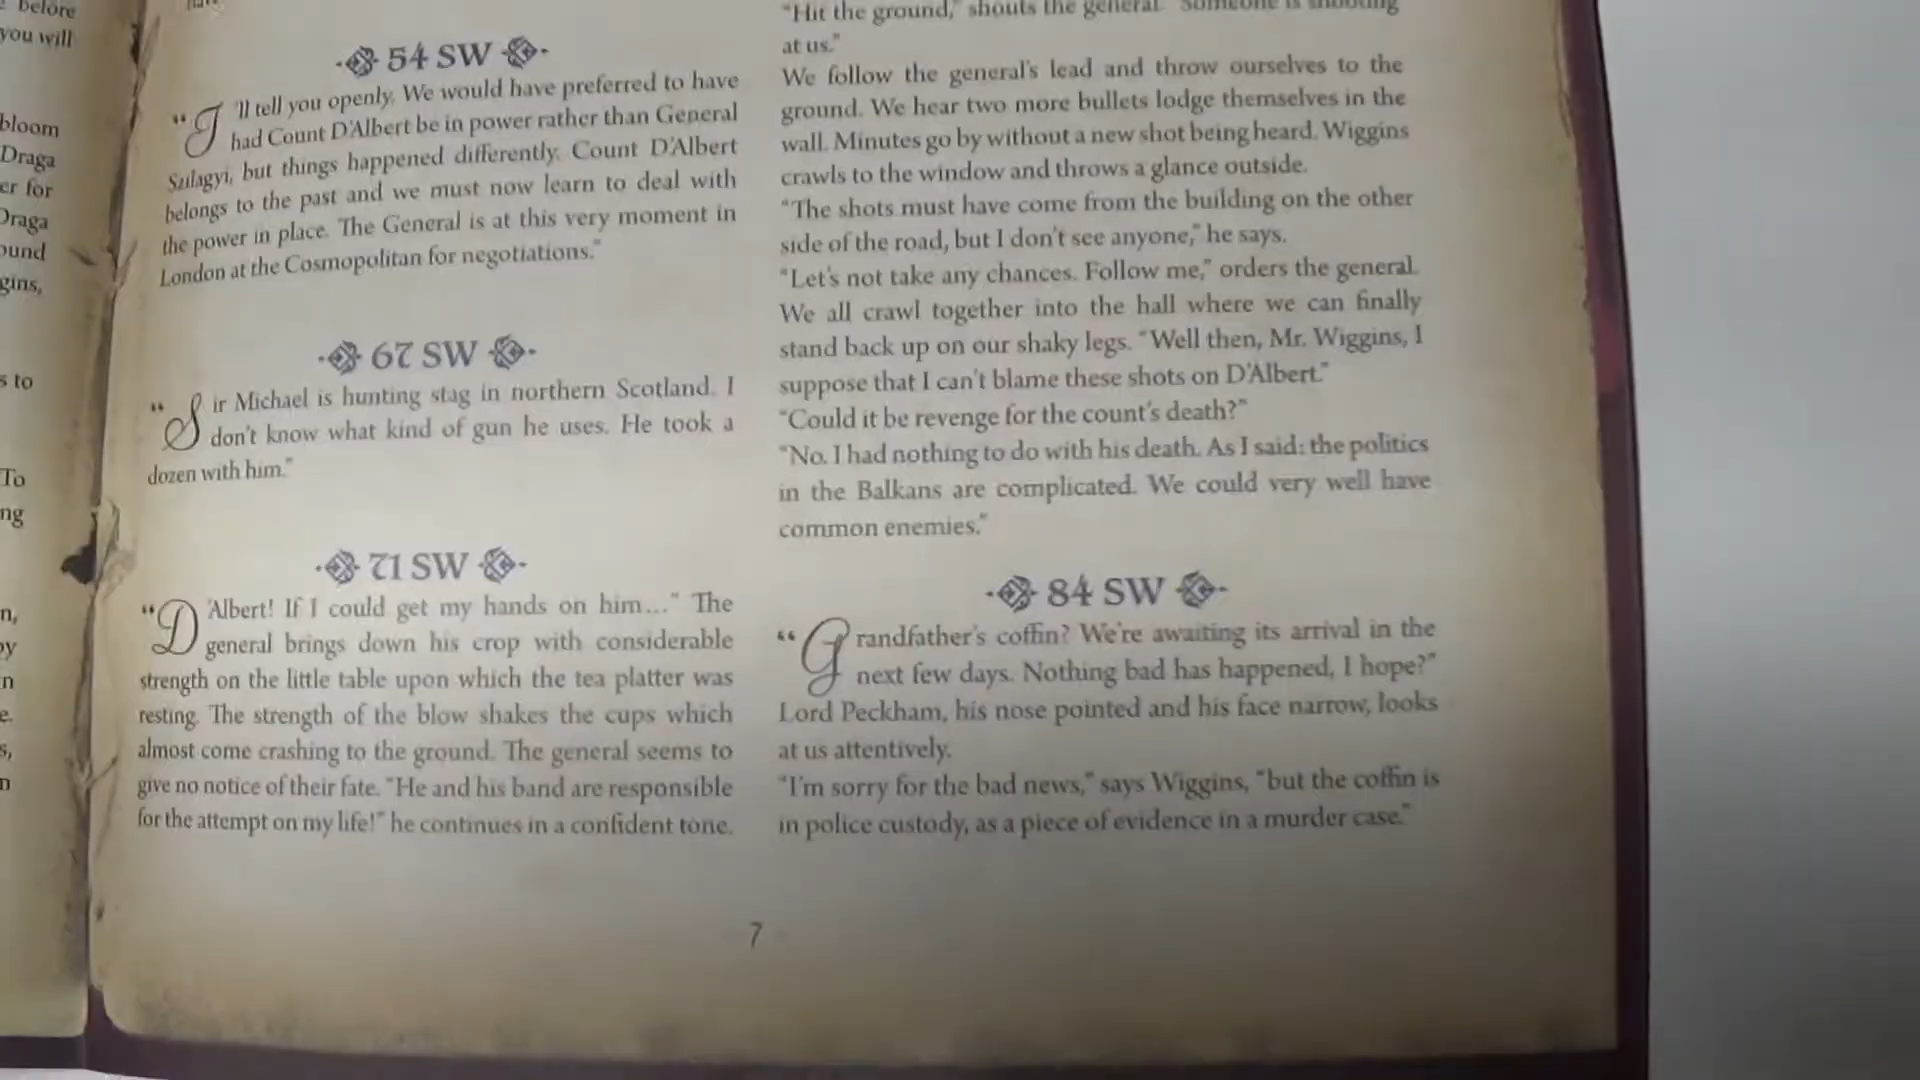 before
you will
bloom
Draga
er for
Draga
ound
gins,
s to
To
ng
n,
by
n
e.
s,
n
54 SW
"I'll tell you openly. We would have preferred to have
had Count D'Albert be in power rather than General
Szilagyi, but things happened differently. Count D'Albert
belongs to the past and we must now learn to deal with
the power in place. The General is at this very moment in
London at the Cosmopolitan for negotiations."
67 SW
"Sir Michael is hunting stag in northern Scotland. I
don't know what kind of gun he uses. He took a
dozen with him."
71 SW
"D'Albert! If I could get my hands on him…" The
general brings down his crop with considerable
strength on the little table upon which the tea platter was
resting. The strength of the blow shakes the cups which
almost come crashing to the ground. The general seems to
give no notice of their fate. "He and his band are responsible
for the attempt on my life!" he continues in a confident tone.
"Hit the ground," shouts the general. "Someone is shooting
at us."
We follow the general's lead and throw ourselves to the
ground. We hear two more bullets lodge themselves in the
wall. Minutes go by without a new shot being heard. Wiggins
crawls to the window and throws a glance outside.
"The shots must have come from the building on the other
side of the road, but I don't see anyone," he says.
"Let's not take any chances. Follow me," orders the general.
We all crawl together into the hall where we can finally
stand back up on our shaky legs. "Well then, Mr. Wiggins, I
suppose that I can't blame these shots on D'Albert."
"Could it be revenge for the count's death?"
"No. I had nothing to do with his death. As I said: the politics
in the Balkans are complicated. We could very well have
common enemies."
84 SW
"Grandfather's coffin? We're awaiting its arrival in the
next few days. Nothing bad has happened, I hope?"
Lord Peckham, his nose pointed and his face narrow, looks
at us attentively.
"I'm sorry for the bad news," says Wiggins, "but the coffin is
in police custody, as a piece of evidence in a murder case."
7